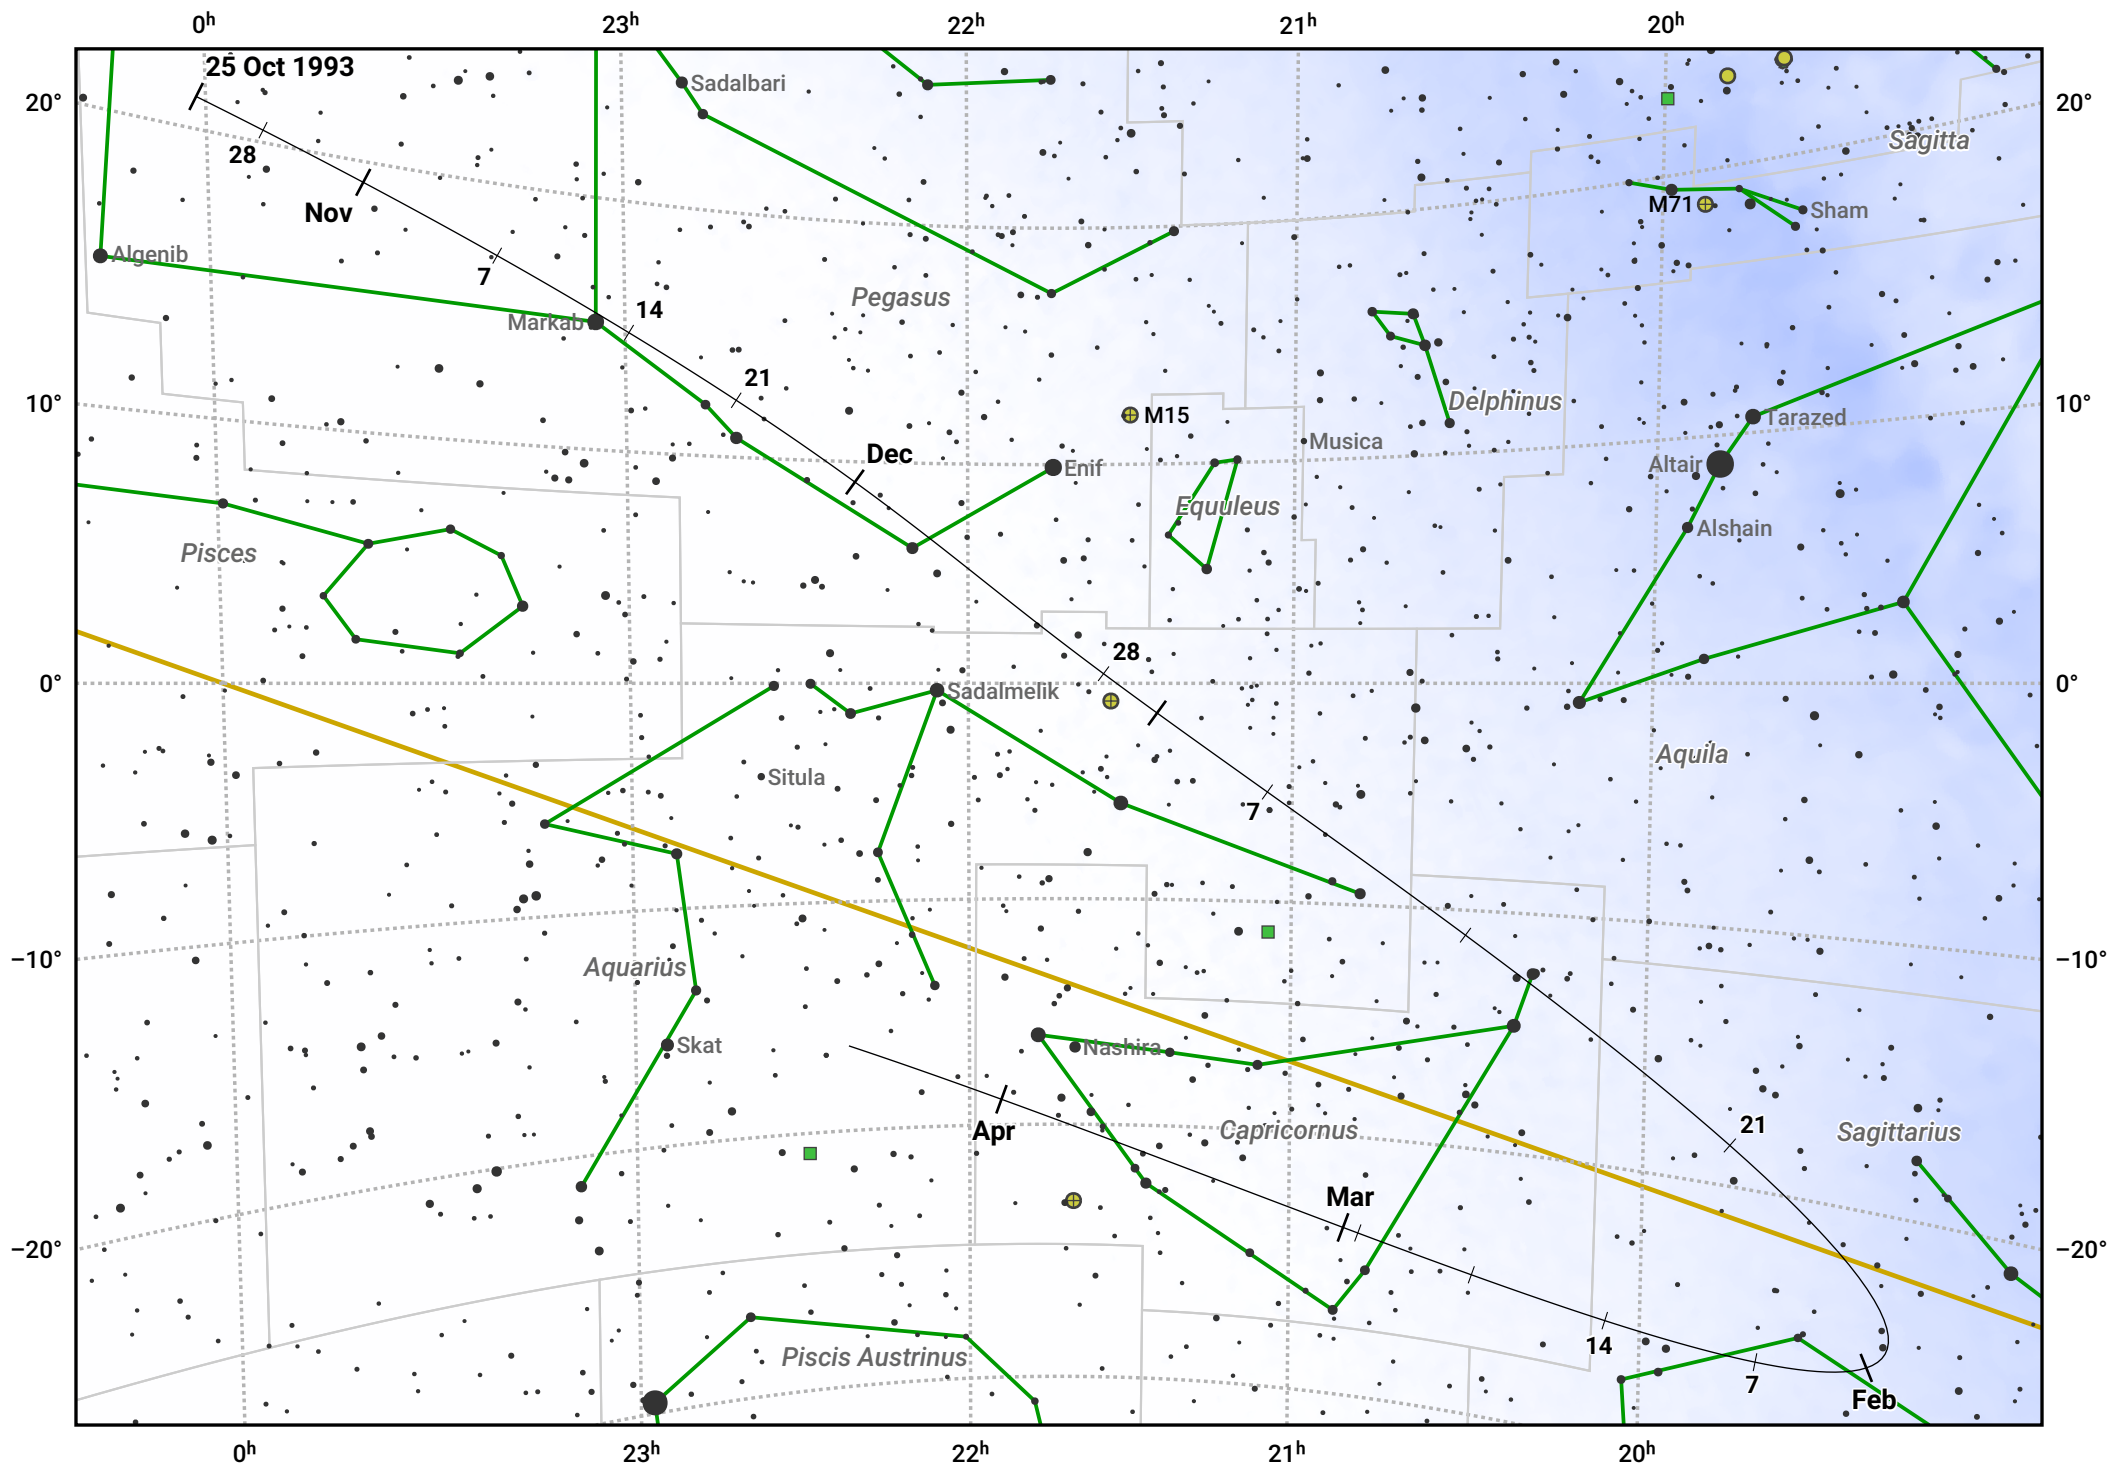 0ʰ 23ʰ 22ʰ 21ʰ 20ʰ
25 Oct 1993
Sadalbari
20° 20°
Sagitta
28
M71 Sham
Nov
Algenib
7
Pegasus
14
Markab
21
Delphinus
10° 10°
M15 Tarazed
Musica
Dec
Enif Altair
Equuleus
Alshain
Pisces
28
0° 0°
Sadalmelik
Aquila
Situla
7
−10° −10°
Aquarius
Skat Nashira
21
Apr Capricornus Sagittarius
Mar
−20° −20°
14
Piscis Austrinus
7
Feb
0ʰ 23ʰ 22ʰ 21ʰ 20ʰ